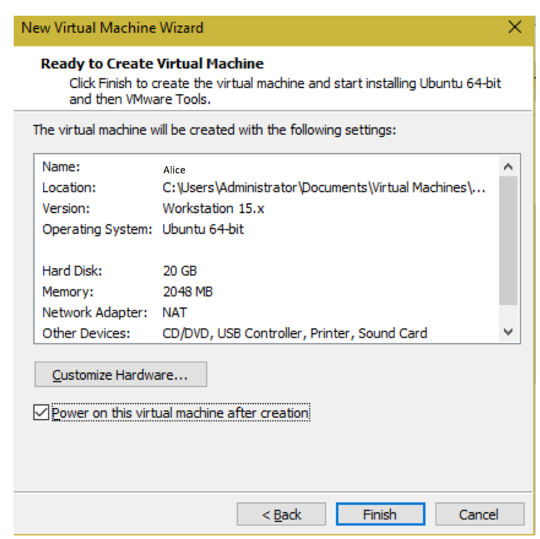 New Virtual Machine Wizard
Ready to Create Virtual Machine
Click Finish to create the virtual machine and start installing Ubuntu 64-bit
and then VMware Tools.
The virtual machine will be created with the following settings:
Name: Alice
Location: C:\Users\Administrator\Documents\Virtual Machines\...
Version: Workstation 15.x
Operating System: Ubuntu 64-bit
Hard Disk: 20 GB
Memory: 2048 MB
Network Adapter: NAT
Other Devices: CD/DVD, USB Controller, Printer, Sound Card
Customize Hardware...
Power on this virtual machine after creation
< Back Finish Cancel